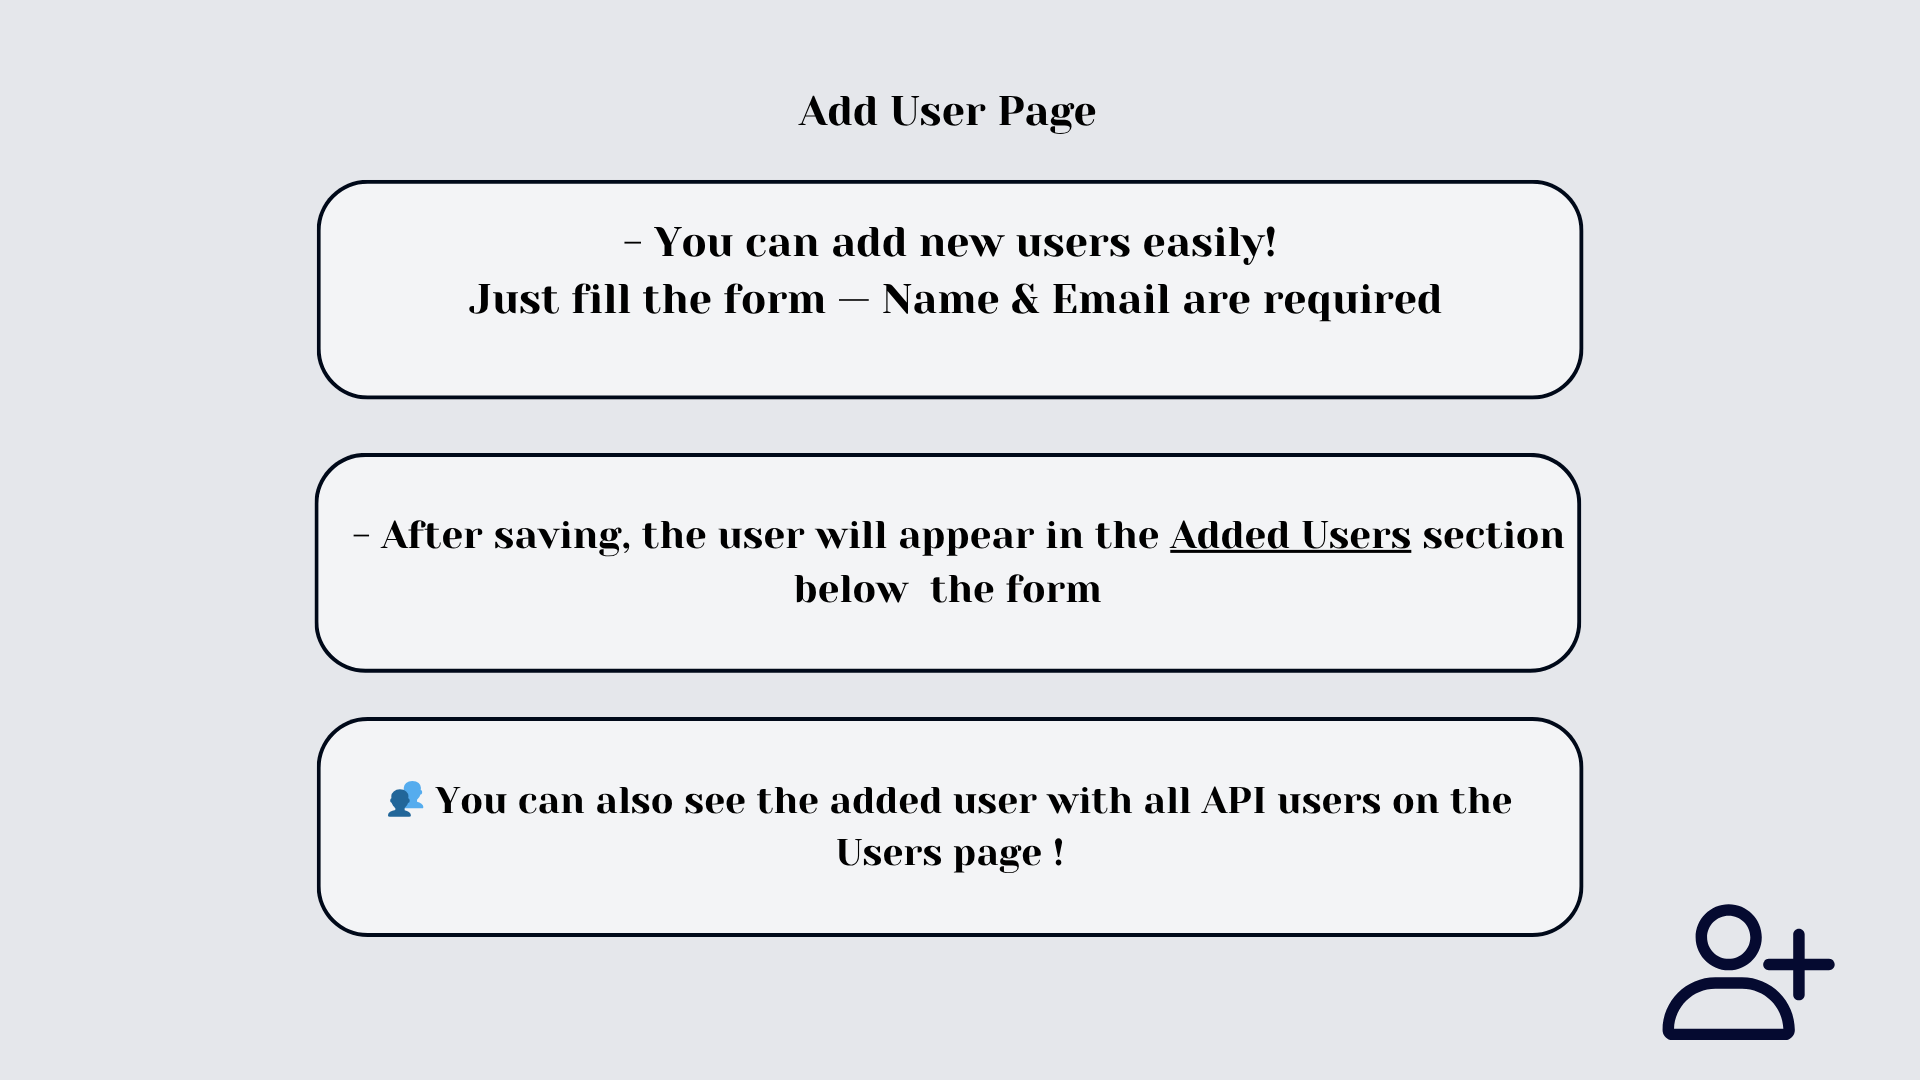 Add User Page
- You can add new users easily!
Just fill the form — Name & Email are required
- After saving, the user will appear in the Added Users section
below  the form
👥 You can also see the added user with all API users on the
Users page !